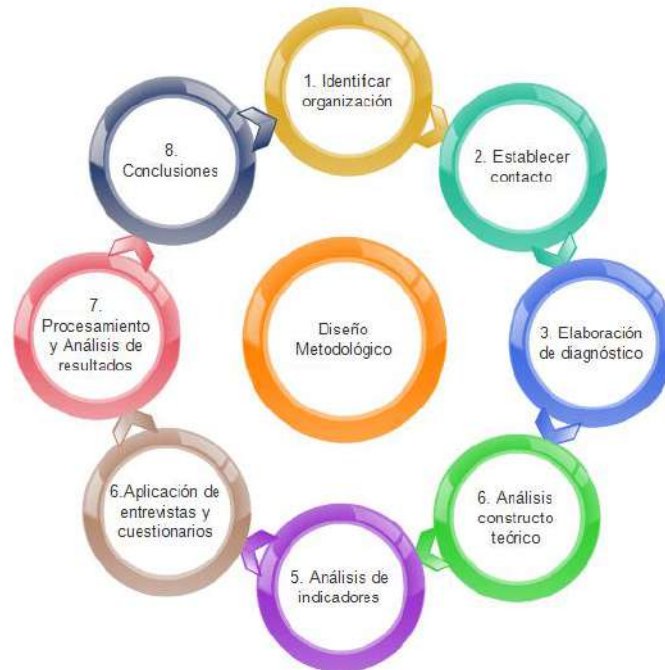 1. Identificar
organización
2. Establecer
contacto
3. Elaboración
de diagnóstico
6. Análisis
constructo
teórico
5. Análisis de
indicadores
6.Aplicación de
entrevistas y
cuestionarios
7.
Procesamiento
y Análisis de
resultados
8.
Conclusiones
Diseño
Metodológico